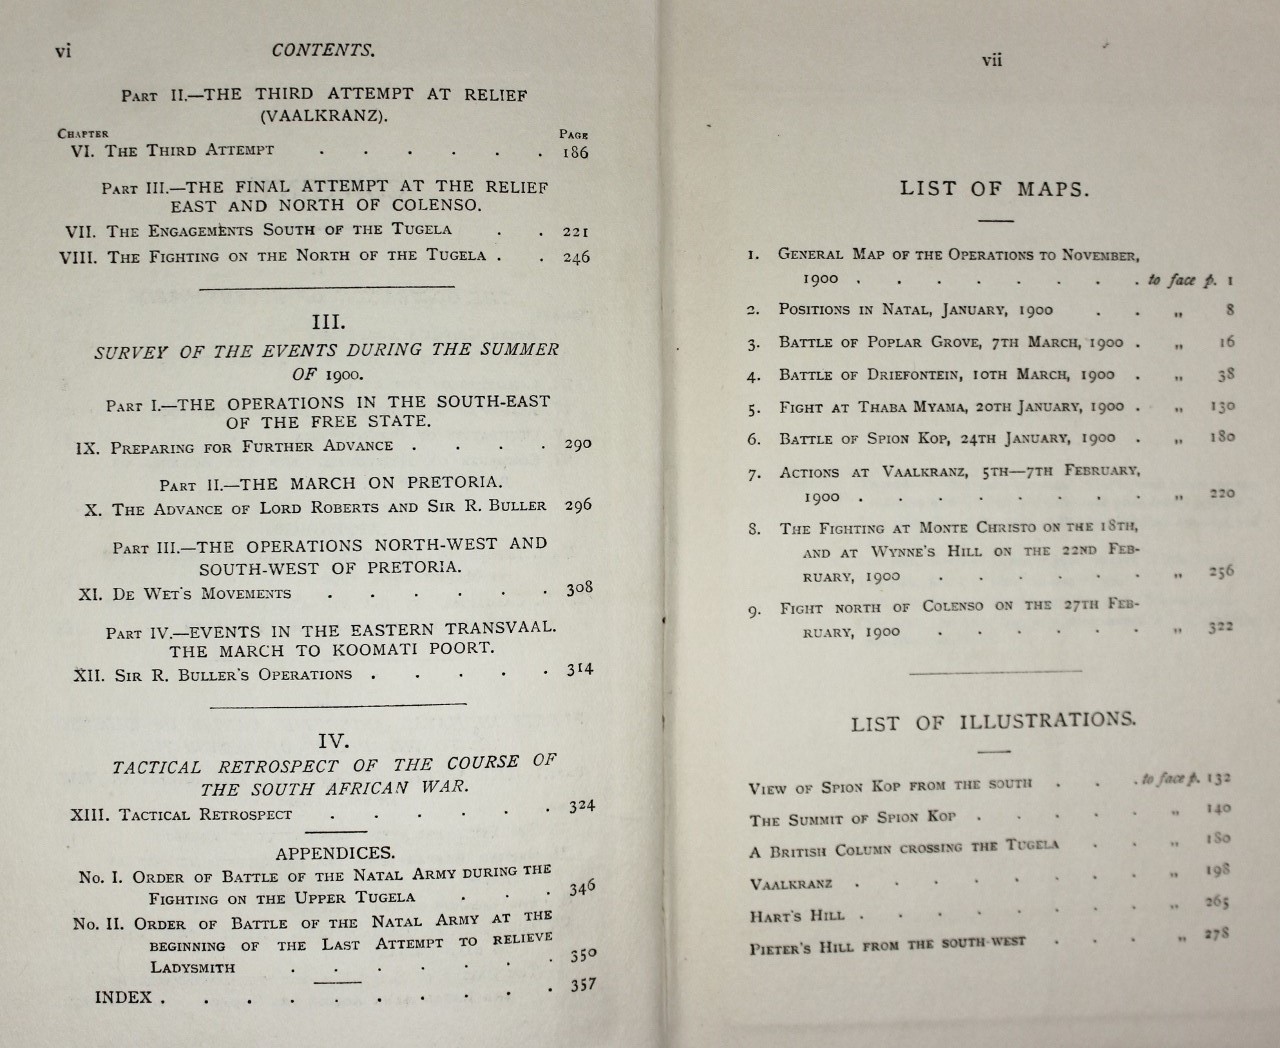 vi CONTENTS.
Part II.—THE THIRD ATTEMPT AT RELIEF
(VAALKRANZ).
Chapter Page
VI. The Third Attempt . . . . . . 186
Part III.—THE FINAL ATTEMPT AT THE RELIEF
EAST AND NORTH OF COLENSO.
VII. The Engagements South of the Tugela . . 221
VIII. The Fighting on the North of the Tugela . . 246
III.
SURVEY OF THE EVENTS DURING THE SUMMER
OF 1900.
Part I.—THE OPERATIONS IN THE SOUTH-EAST
OF THE FREE STATE.
IX. Preparing for Further Advance . . . . 290
Part II.—THE MARCH ON PRETORIA.
X. The Advance of Lord Roberts and Sir R. Buller 296
Part III.—THE OPERATIONS NORTH-WEST AND
SOUTH-WEST OF PRETORIA.
XI. De Wet's Movements . . . . . . 308
Part IV.—EVENTS IN THE EASTERN TRANSVAAL.
THE MARCH TO KOOMATI POORT.
XII. Sir R. Buller's Operations . . . . . 314
IV.
TACTICAL RETROSPECT OF THE COURSE OF
THE SOUTH AFRICAN WAR.
XIII. Tactical Retrospect . . . . . . 324
APPENDICES.
No. I. Order of Battle of the Natal Army during the
Fighting on the Upper Tugela . . . 346
No. II. Order of Battle of the Natal Army at the
beginning of the Last Attempt to relieve
Ladysmith . . . . . . . 350
INDEX . . . . . . . . . . 357
vii
LIST OF MAPS.
1. General Map of the Operations to November,
1900 . . . . . . . . to face p. 1
2. Positions in Natal, January, 1900 . . „ 8
3. Battle of Poplar Grove, 7th March, 1900 . „ 16
4. Battle of Driefontein, 10th March, 1900 . „ 38
5. Fight at Thaba Myama, 20th January, 1900 . „ 130
6. Battle of Spion Kop, 24th January, 1900 . „ 180
7. Actions at Vaalkranz, 5th—7th February,
1900 . . . . . . . . „ 220
8. The Fighting at Monte Christo on the 18th,
and at Wynne's Hill on the 22nd Feb-
ruary, 1900 . . . . . . „ 256
9. Fight north of Colenso on the 27th Feb-
ruary, 1900 . . . . . . „ 322
LIST OF ILLUSTRATIONS.
View of Spion Kop from the south . . . to face p. 132
The Summit of Spion Kop . . . . . „ 140
A British Column crossing the Tugela . . „ 180
Vaalkranz . . . . . . . . „ 198
Hart's Hill . . . . . . . . „ 265
Pieter's Hill from the south-west . . . „ 278